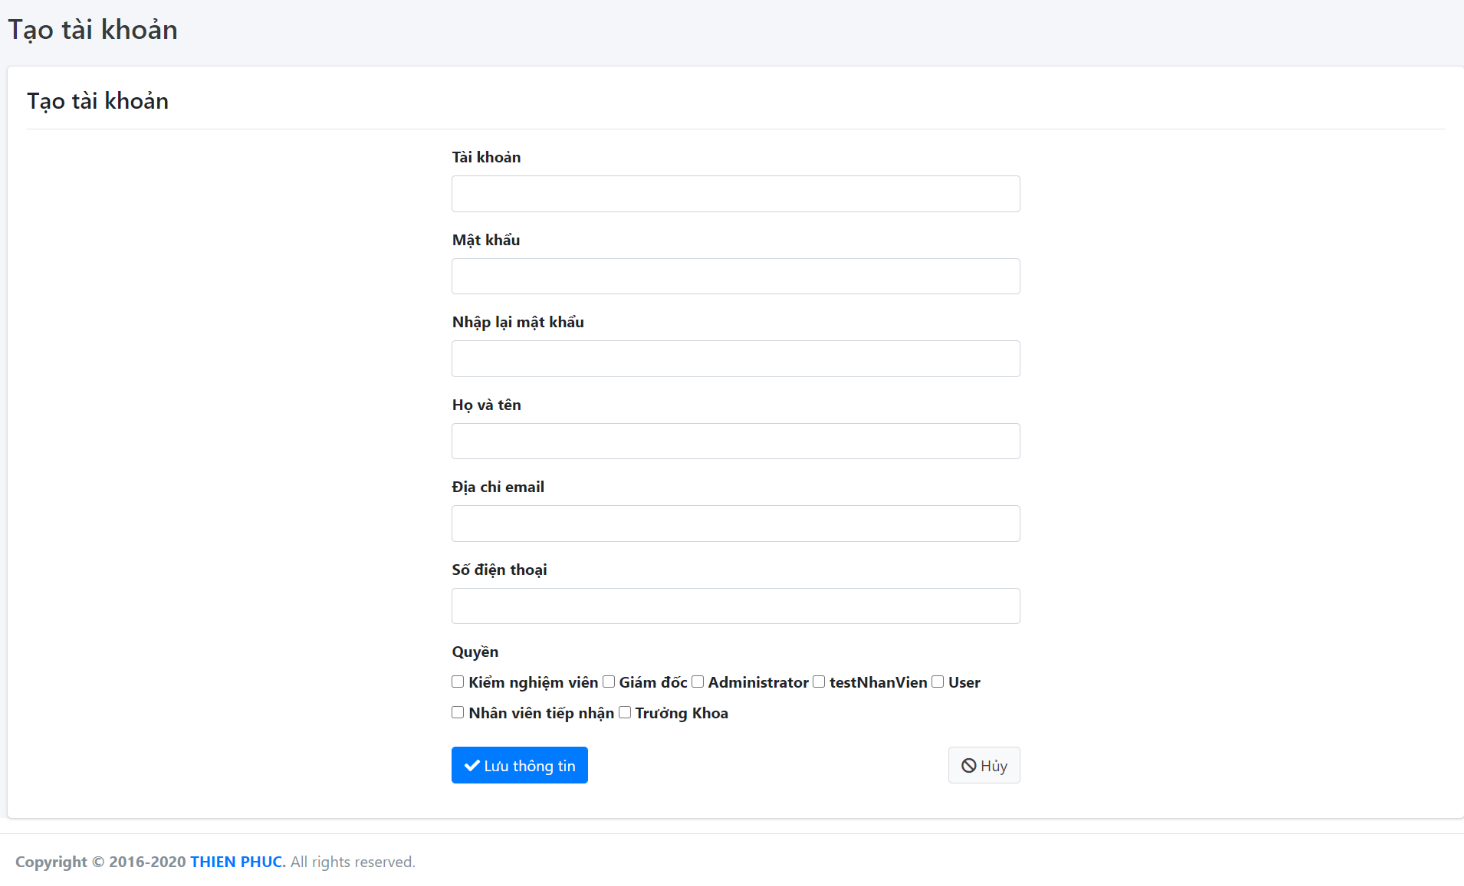 Tạo tài khoản
Tạo tài khoản
Tài khoản
Mật khẩu
Nhập lại mật khẩu
Họ và tên
Địa chỉ email
Số điện thoại
Quyền
Kiểm nghiệm viên Giám đốc Administrator testNhanVien User
Nhân viên tiếp nhận Trưởng Khoa
Lưu thông tin Hủy
Copyright © 2016-2020 THIEN PHUC. All rights reserved.